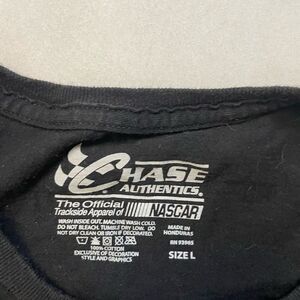 CHASE
AUTHENTICS.
The Official
Trackside Apparel of NASCAR
WASH INSIDE OUT. MACHINE WASH COLD.
DO NOT BLEACH. TUMBLE DRY LOW. DO
NOT DRY CLEAN OR IRON IF DECORATED.
100% COTTON
EXCLUSIVE OF DECORATION
STYLE AND GRAPHICS
MADE IN
HONDURAS
RN 92965
SIZE L